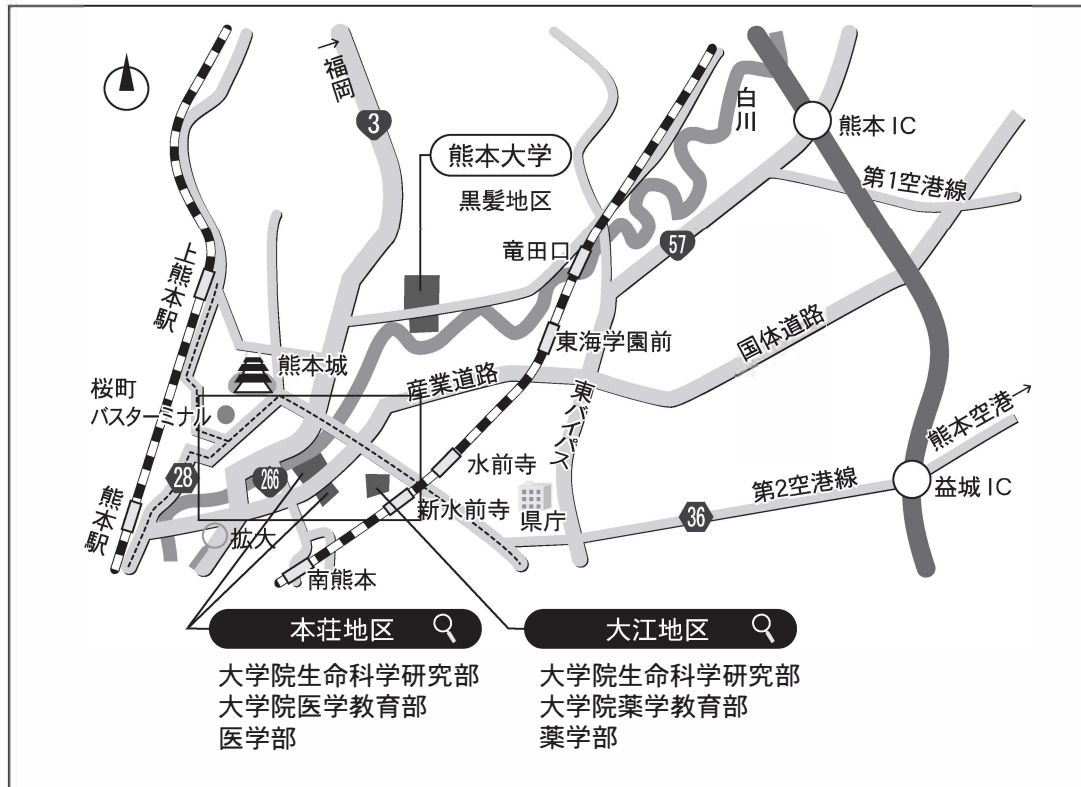 →福岡
3
白川
熊本 IC
熊本大学
黒髪地区
第1空港線
竜田口
57
上熊本駅
東海学園前
国体道路
熊本城
産業道路
桜町
バスターミナル
東バイパス
熊本空港→
水前寺
28
266
第2空港線
益城 IC
新水前寺
県庁
36
熊本駅
拡大
南熊本
本荘地区
大学院生命科学研究部
大学院医学教育部
医学部
大江地区
大学院生命科学研究部
大学院薬学教育部
薬学部